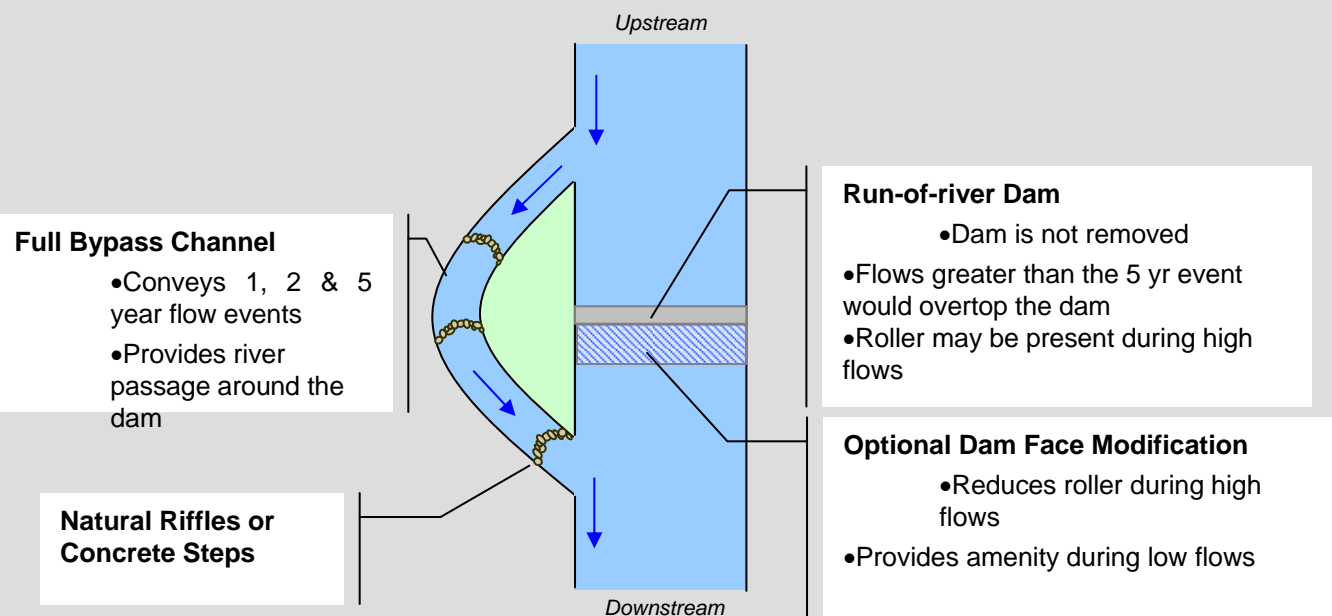 Upstream
Full Bypass Channel
•Conveys 1, 2 & 5
year flow events
•Provides river
passage around the
dam
Natural Riffles or
Concrete Steps
Run-of-river Dam
•Dam is not removed
•Flows greater than the 5 yr event
would overtop the dam
•Roller may be present during high
flows
Optional Dam Face Modification
•Reduces roller during high
flows
•Provides amenity during low flows
Downstream